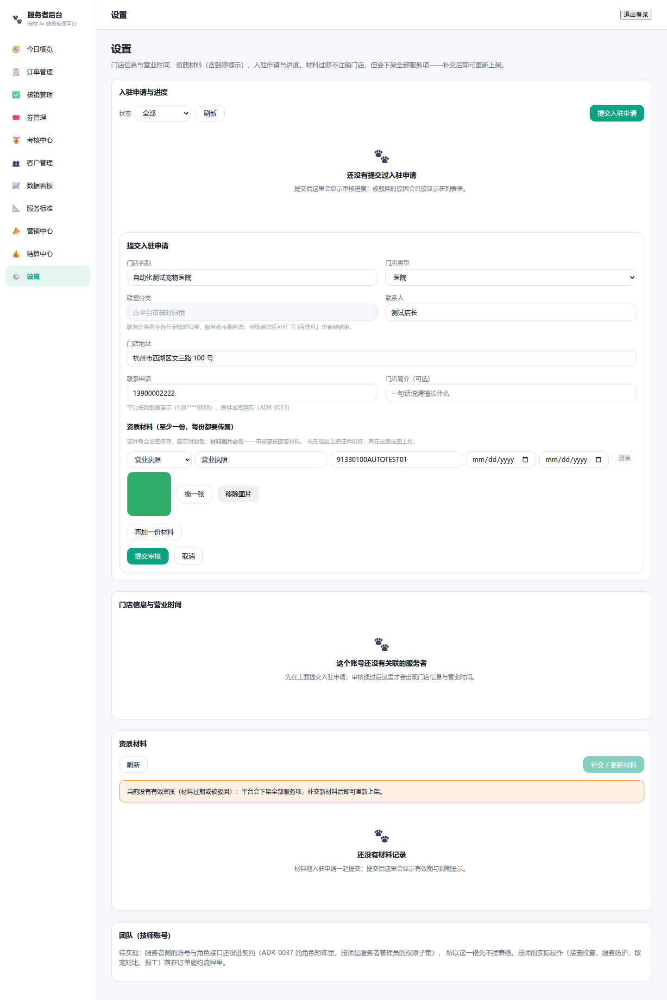 服务者后台
宠物 AI 健康管理平台
今日概览
订单管理
核销管理
券管理
考核中心
客户管理
数据看板
服务标准
营销中心
结算中心
设置
设置
退出登录
设置
门店信息与营业时间、资质材料（含到期提示）、入驻申请与进度。材料过期不注销门店，但会下架全部服务项——补交后即可重新上架。
入驻申请与进度
状态 全部 刷新 提交入驻申请
还没有提交过入驻申请
提交后这里会显示审核进度；被驳回时原因会直接显示在列表里。
提交入驻申请
门店名称 门店类型
自动化测试宠物医院 医院
联盟分类 联系人
由平台审核时归类 测试店长
联盟分类由平台在审核时归类，服务者不能自选；审核通过后可在「门店信息」里看到结果。
门店地址
杭州市西湖区文三路 100 号
联系电话 门店简介（可选）
13900002222 一句话说清擅长什么
平台按脱敏值展示（138****8888），原件加密存库（ADR-0013）
资质材料（至少一份，每份都要传图）
证件号会加密保存、展示时脱敏；材料图片必传——审核要按图看材料。 先在电脑上把证件拍好，再在这里选图上传。
营业执照 营业执照 91330100AUTOTEST01 mm/dd/yyyy mm/dd/yyyy 删除
换一张 移除图片
再加一份材料
提交审核 取消
门店信息与营业时间
这个账号还没有关联的服务者
先在上面提交入驻申请；审核通过后这里才会出现门店信息与营业时间。
资质材料
刷新 补交 / 更新材料
当前没有有效资质（材料过期或被驳回）：平台会下架全部服务项，补交新材料后即可重新上架。
还没有材料记录
材料随入驻申请一起提交；提交后这里会显示有效期与到期提示。
团队（技师账号）
待实现：服务者侧的账号与角色接口还没进契约（ADR-0037 的角色矩阵里，技师是服务者管理员的权限子集）， 所以这一格先不摆表格。技师的实际操作（接宠检查、服务防护、取
宠对比、报工）落在订单履约流程里。